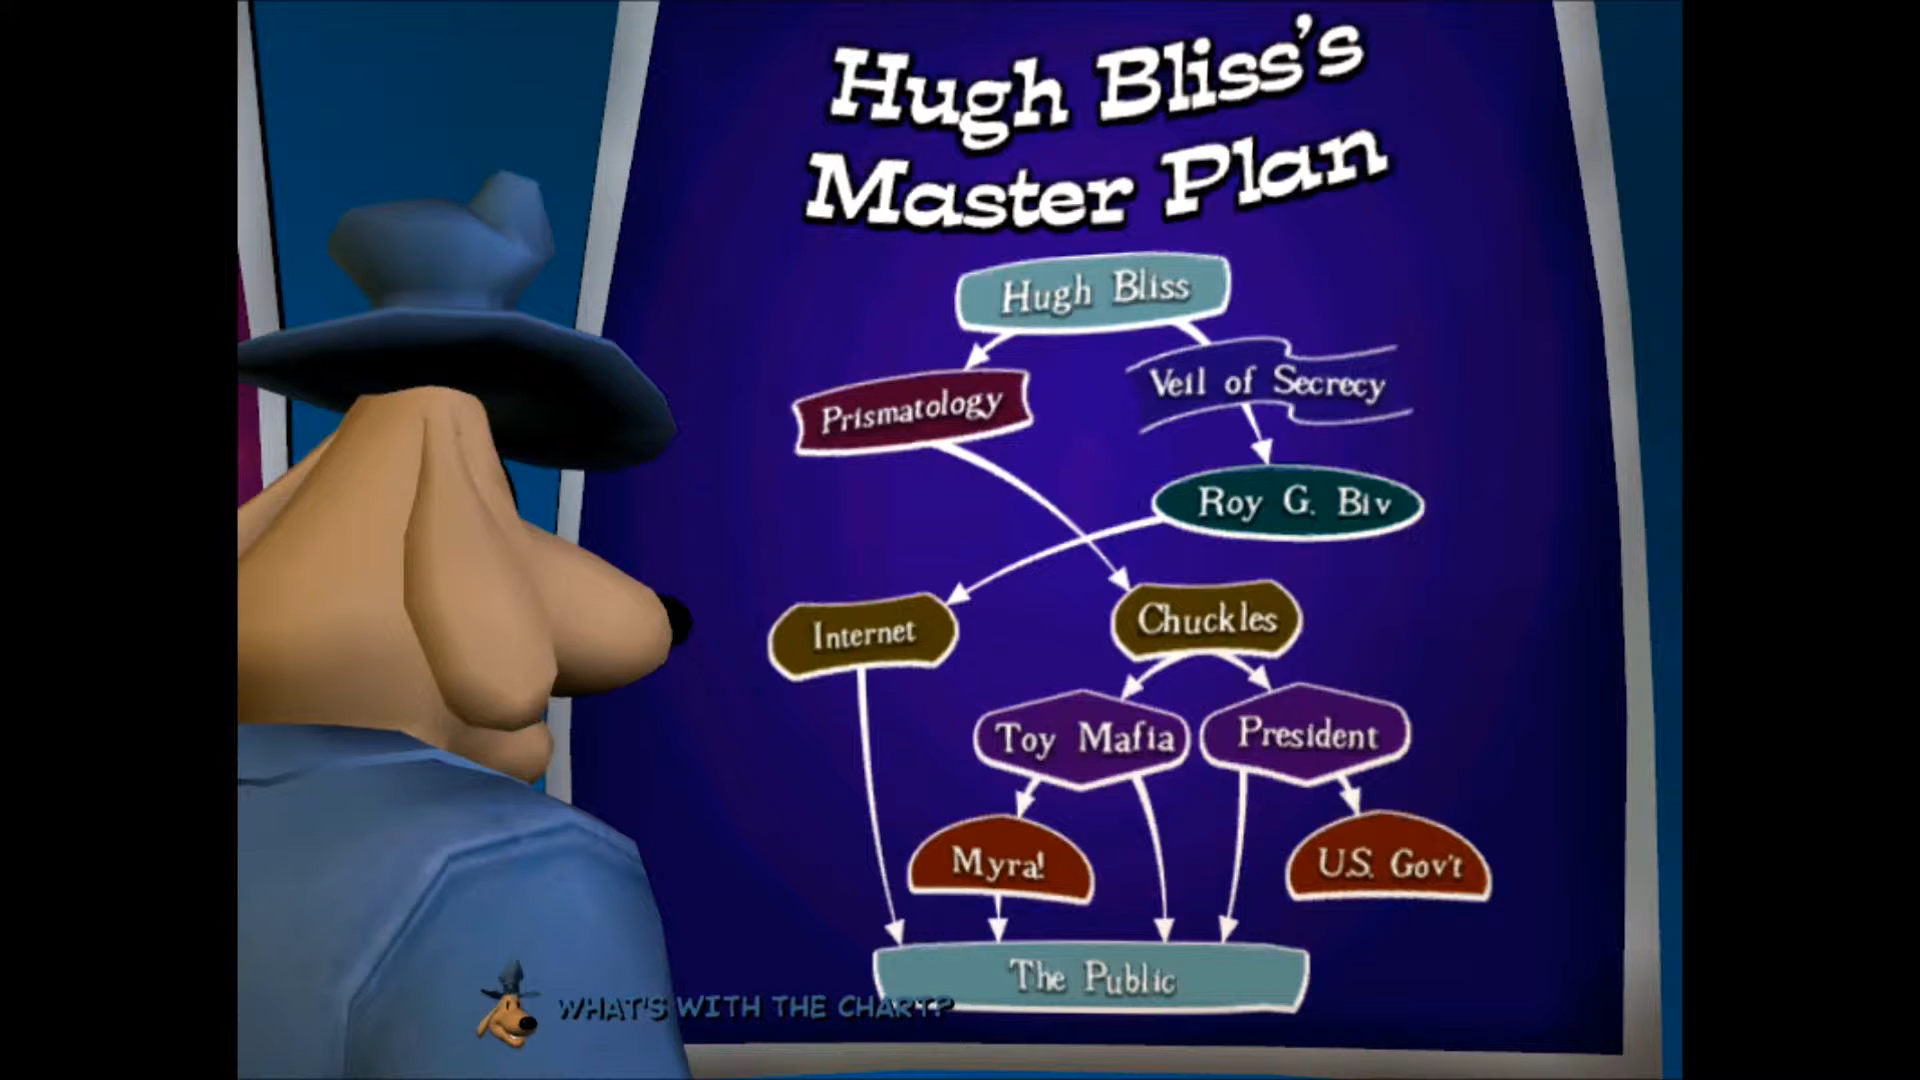 Hugh Bliss's
Master Plan
Hugh Bliss
Prismatology
Veil of Secrecy
Roy G. Biv
Internet
Chuckles
Toy Mafia
President
Myra!
U.S. Gov't
The Public
WHAT'S WITH THE CHART?